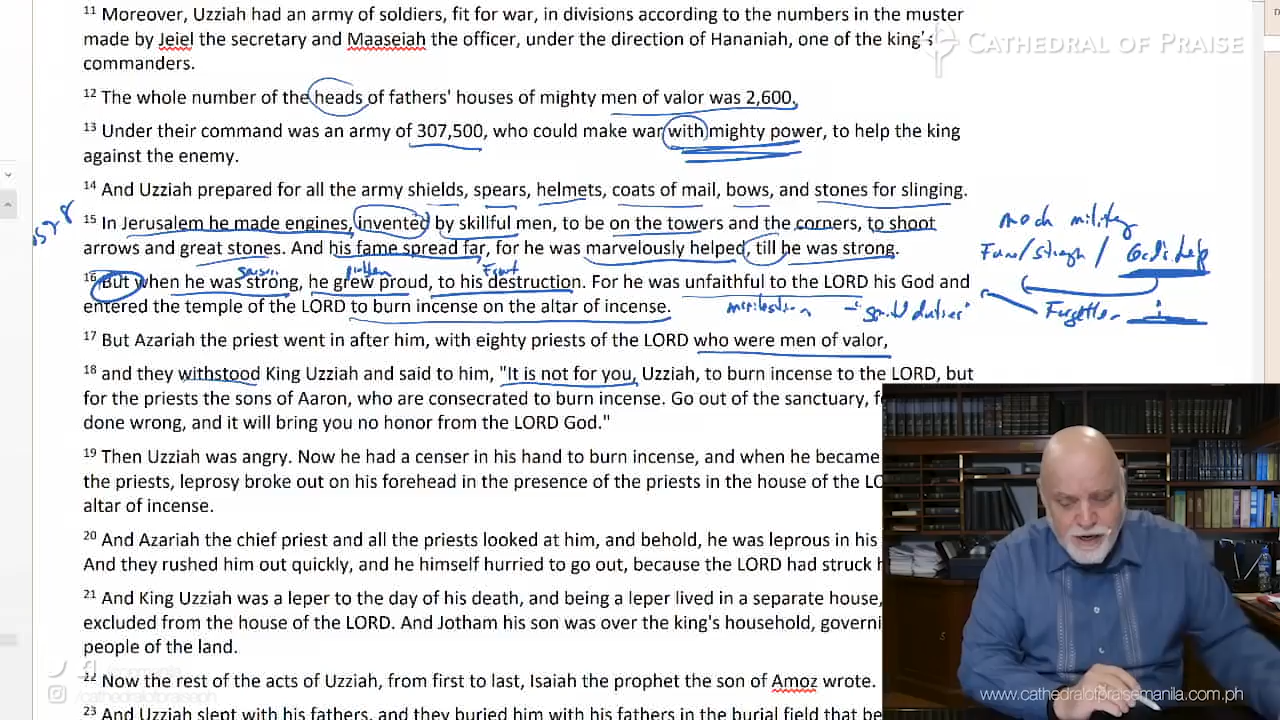 11 Moreover, Uzziah had an army of soldiers, fit for war, in divisions according to the numbers in the muster
made by Jeiel the secretary and Maaseiah the officer, under the direction of Hananiah, one of the king's
commanders.
CATHEDRAL OF PRAISE
12 The whole number of the heads of fathers' houses of mighty men of valor was 2,600.
13 Under their command was an army of 307,500, who could make war with mighty power, to help the king
against the enemy.
14 And Uzziah prepared for all the army shields, spears, helmets, coats of mail, bows, and stones for slinging.
15 In Jerusalem he made engines, invented by skillful men, to be on the towers and the corners, to shoot
arrows and great stones. And his fame spread far, for he was marvelously helped, till he was strong.
16 But when he was strong, he grew proud, to his destruction. For he was unfaithful to the LORD his God and
entered the temple of the LORD to burn incense on the altar of incense.
17 But Azariah the priest went in after him, with eighty priests of the LORD who were men of valor,
18 and they withstood King Uzziah and said to him, "It is not for you, Uzziah, to burn incense to the LORD, but
for the priests the sons of Aaron, who are consecrated to burn incense. Go out of the sanctuary, f
done wrong, and it will bring you no honor from the LORD God."
19 Then Uzziah was angry. Now he had a censer in his hand to burn incense, and when he became
the priests, leprosy broke out on his forehead in the presence of the priests in the house of the LO
altar of incense.
20 And Azariah the chief priest and all the priests looked at him, and behold, he was leprous in his
And they rushed him out quickly, and he himself hurried to go out, because the LORD had struck h
21 And King Uzziah was a leper to the day of his death, and being a leper lived in a separate house,
excluded from the house of the LORD. And Jotham his son was over the king's household, governi
people of the land.
22 Now the rest of the acts of Uzziah, from first to last, Isaiah the prophet the son of Amoz wrote.
23 And Uzziah slept with his fathers, and they buried him with his fathers in the burial field that be
www.cathedralofpraisemanila.com.ph